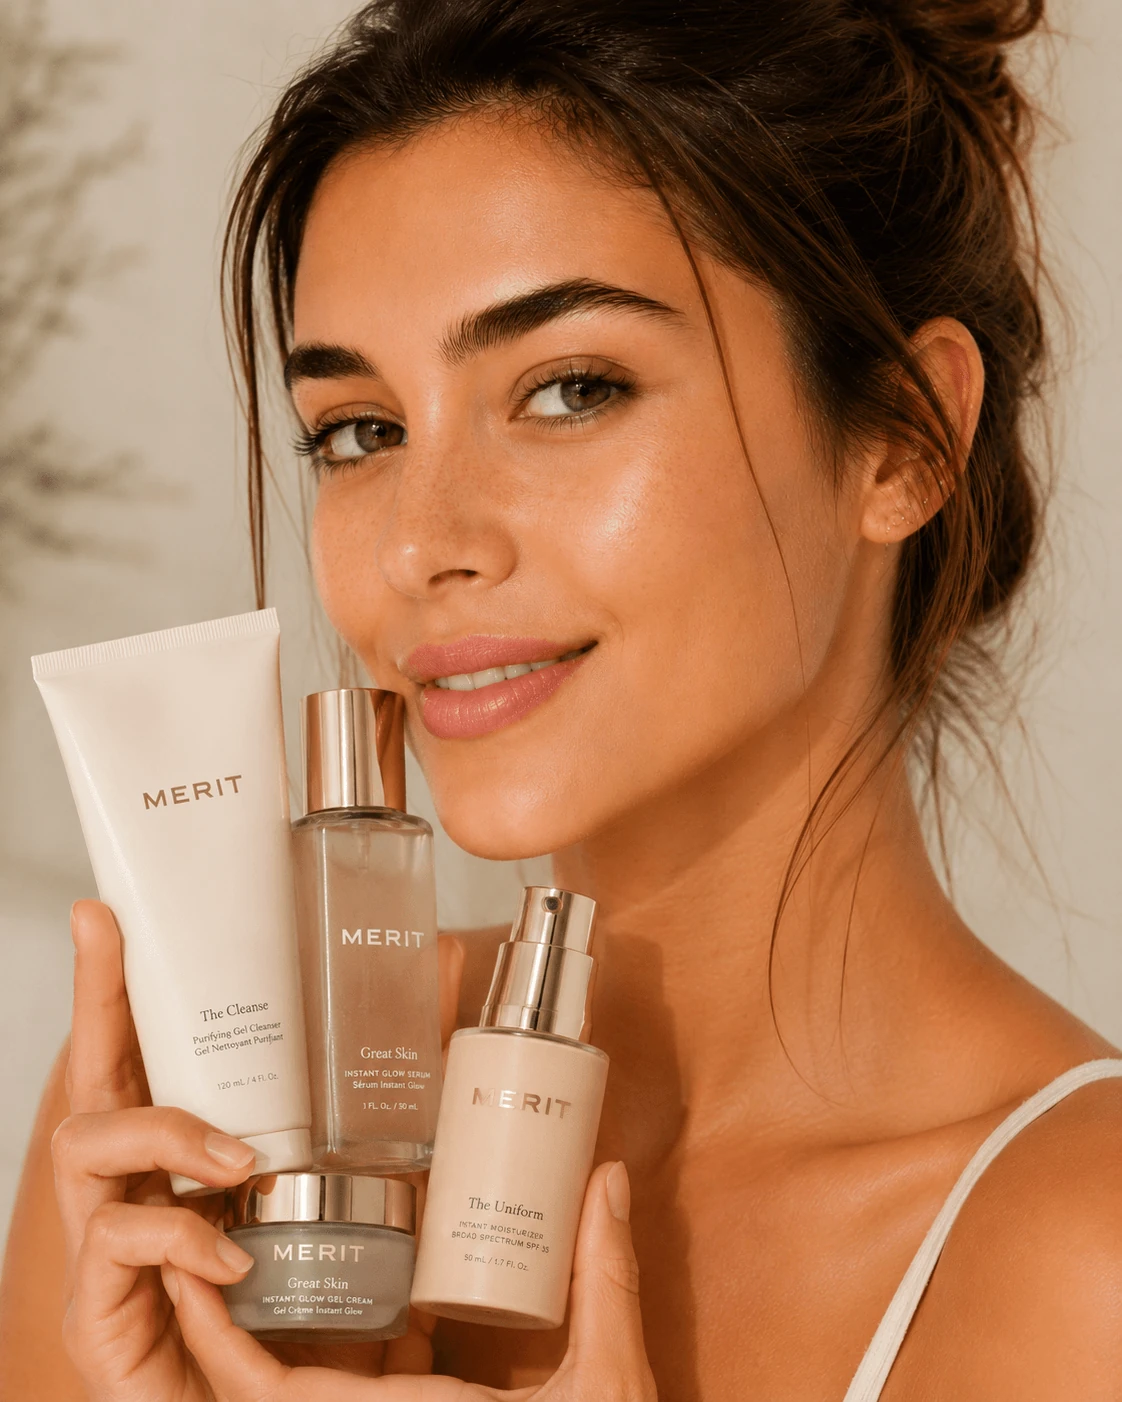 MERIT
The Cleanse
Purifying Gel Cleanser
Gel Nettoyant Purifiant
120 mL / 4 Fl. Oz.
MERIT
Great Skin
INSTANT GLOW SERUM
Sérum Instant Glow
1 FL. Oz. / 50 mL
MERIT
The Uniform
INSTANT MOISTURIZER
BROAD SPECTRUM SPF 35
50 mL / 1.7 Fl. Oz.
MERIT
Great Skin
INSTANT GLOW GEL CREAM
Gel Crème Instant Glow